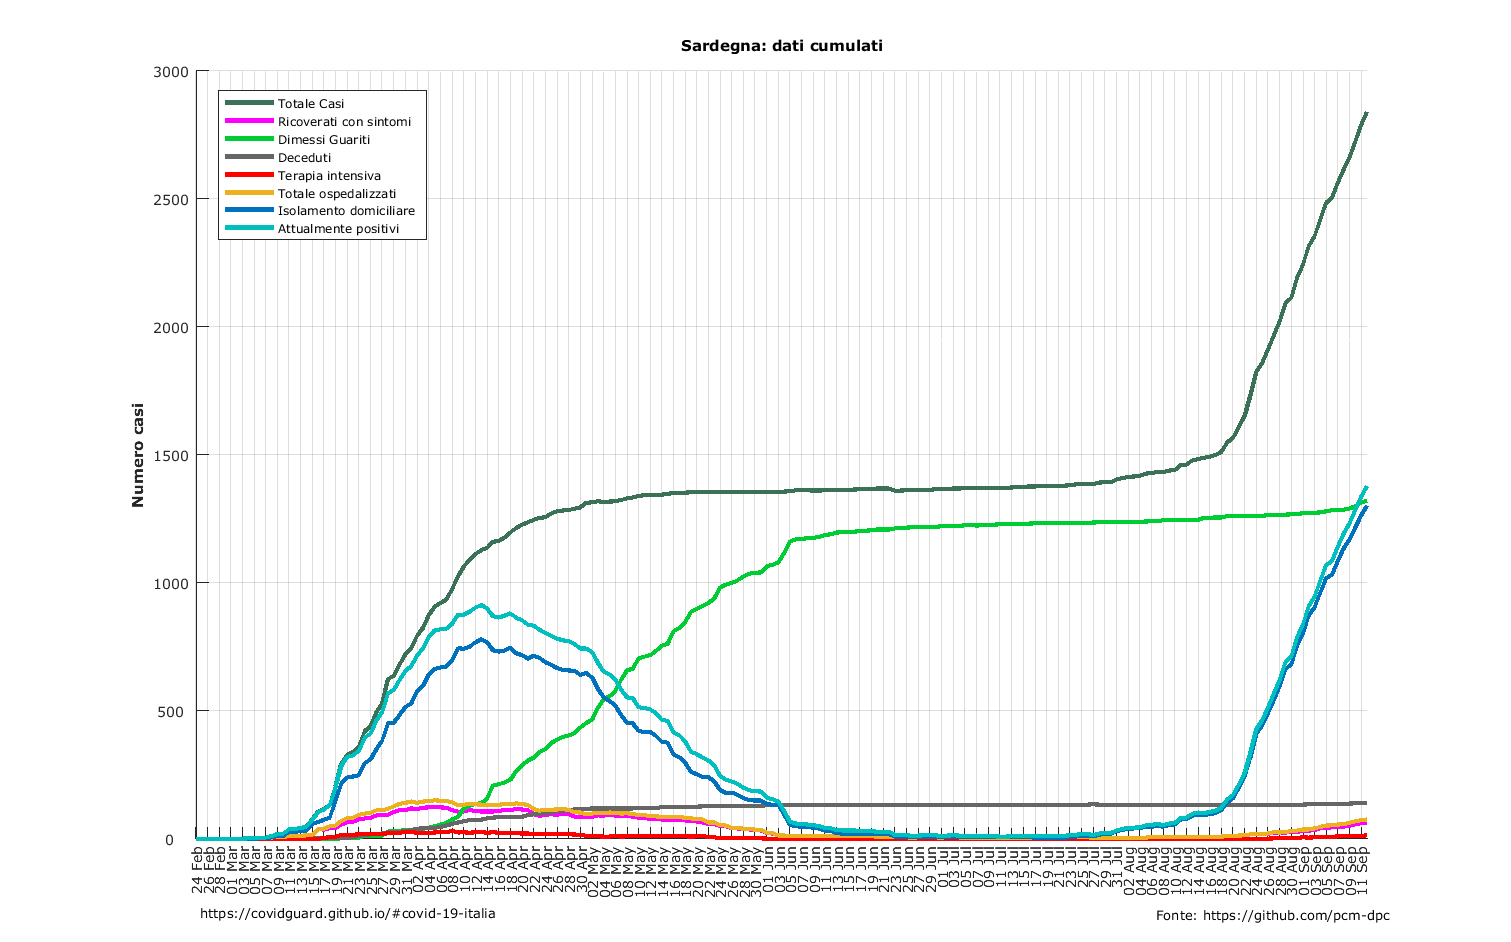 Sardegna: dati cumulati
3000
2500
2000
1500
1000
500
0
Numero casi
Totale Casi
Ricoverati con sintomi
Dimessi Guariti
Deceduti
Terapia intensiva
Totale ospedalizzati
Isolamento domiciliare
Attualmente positivi
24 Feb
26 Feb
28 Feb
01 Mar
03 Mar
05 Mar
07 Mar
09 Mar
11 Mar
13 Mar
15 Mar
17 Mar
19 Mar
21 Mar
23 Mar
25 Mar
27 Mar
29 Mar
31 Mar
02 Apr
04 Apr
06 Apr
08 Apr
10 Apr
12 Apr
14 Apr
16 Apr
18 Apr
20 Apr
22 Apr
24 Apr
26 Apr
28 Apr
30 Apr
02 May
04 May
06 May
08 May
10 May
12 May
14 May
16 May
18 May
20 May
22 May
24 May
26 May
28 May
30 May
01 Jun
03 Jun
05 Jun
07 Jun
09 Jun
11 Jun
13 Jun
15 Jun
17 Jun
19 Jun
21 Jun
23 Jun
25 Jun
27 Jun
29 Jun
01 Jul
03 Jul
05 Jul
07 Jul
09 Jul
11 Jul
13 Jul
15 Jul
17 Jul
19 Jul
21 Jul
23 Jul
25 Jul
27 Jul
29 Jul
31 Jul
02 Aug
04 Aug
06 Aug
08 Aug
10 Aug
12 Aug
14 Aug
16 Aug
18 Aug
20 Aug
22 Aug
24 Aug
26 Aug
28 Aug
30 Aug
01 Sep
03 Sep
05 Sep
07 Sep
09 Sep
11 Sep
https://covidguard.github.io/#covid-19-italia
Fonte: https://github.com/pcm-dpc